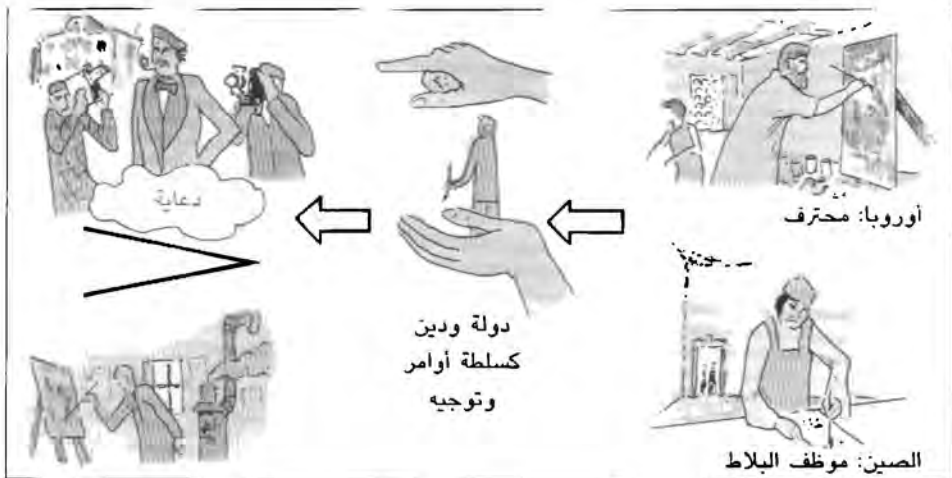 أوروبا: محترف
الصين: موظف البلاط
دولة ودين
كسلطة أوامر
وتوجيه
دعاية